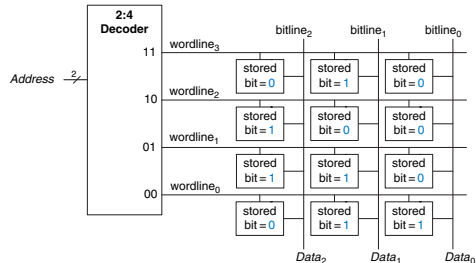 2:4
Decoder
bitline2 bitline1 bitline0
11 wordline3
Address 2
stored stored stored
bit = 0 bit = 1 bit = 0
10 wordline2
stored stored stored
bit = 1 bit = 0 bit = 0
01 wordline1
stored stored stored
bit = 1 bit = 1 bit = 0
00 wordline0
stored stored stored
bit = 0 bit = 1 bit = 1
Data2 Data1 Data0